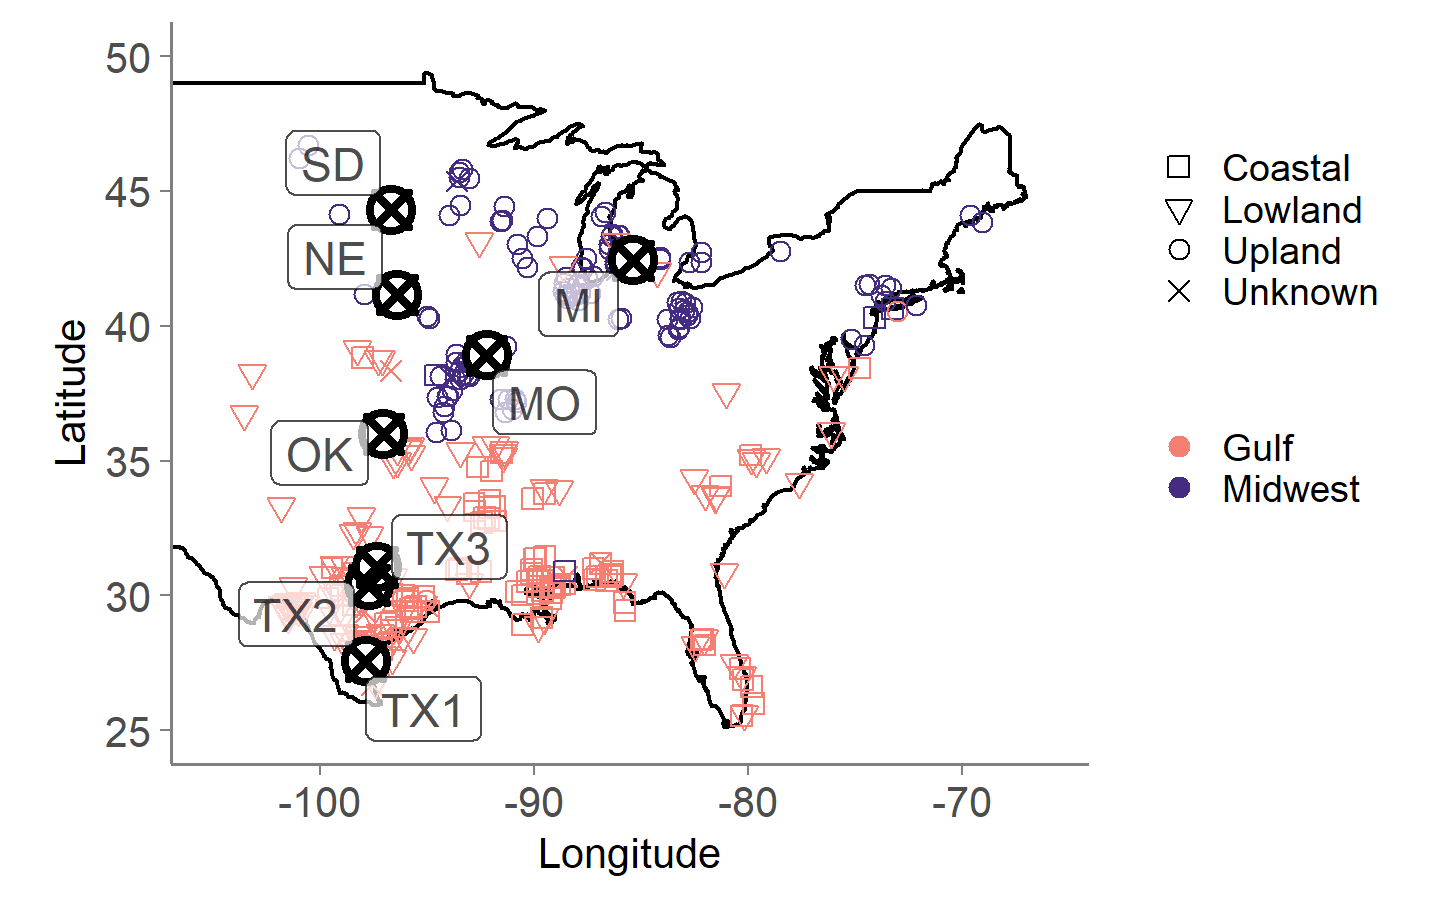 50
45
40
35
30
25
Latitude
SD
NE
MI
MO
OK
TX3
TX2
TX1
-100
-90
-80
-70
Longitude
Coastal
Lowland
Upland
Unknown
Gulf
Midwest